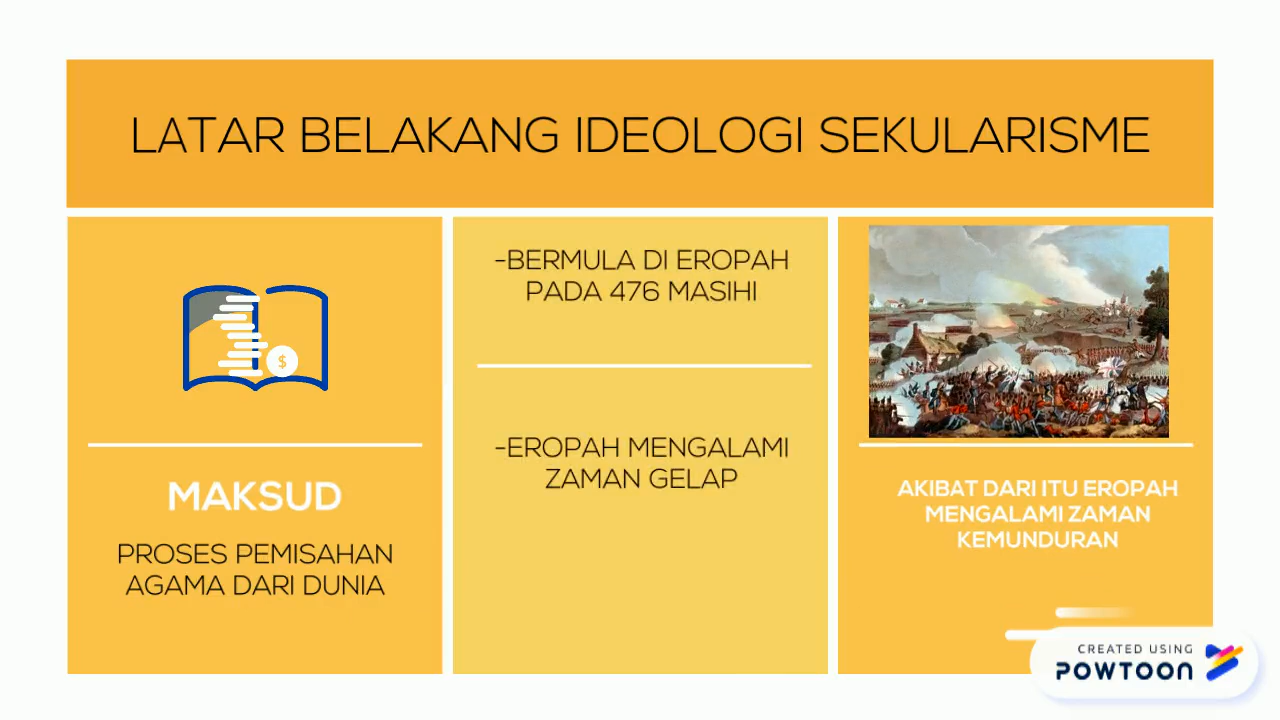 LATAR BELAKANG IDEOLOGI SEKULARISME
$
MAKSUD
PROSES PEMISAHAN
AGAMA DARI DUNIA
-BERMULA DI EROPAH
PADA 476 MASIHI
-EROPAH MENGALAMI
ZAMAN GELAP
AKIBAT DARI ITU EROPAH
MENGALAMI ZAMAN
KEMUNDURAN
CREATED USING
POWTOON